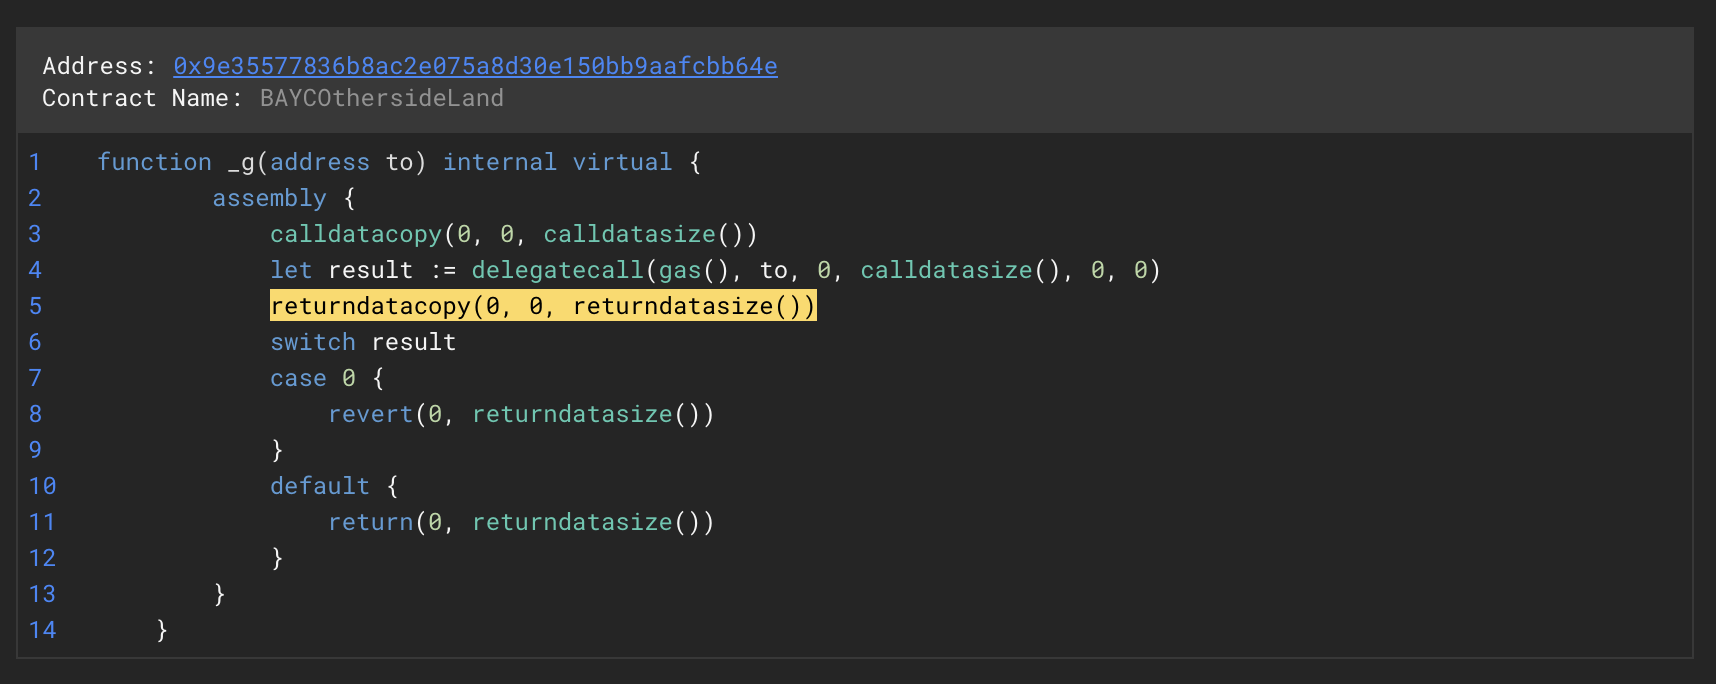 Address: 0x9e35577836b8ac2e075a8d30e150bb9aafcbb64e
Contract Name: BAYCOthersideLand
1 function _g(address to) internal virtual {
2 assembly {
3 calldatacopy(0, 0, calldatasize())
4 let result := delegatecall(gas(), to, 0, calldatasize(), 0, 0)
5 returndatacopy(0, 0, returndatasize())
6 switch result
7 case 0 {
8 revert(0, returndatasize())
9 }
10 default {
11 return(0, returndatasize())
12 }
13 }
14 }